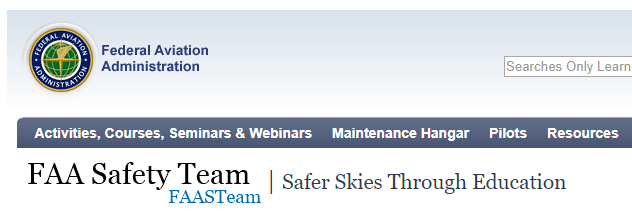 FEDERAL AVIATION
ADMINISTRATION
Federal Aviation
Administration
Searches Only Learn
Activities, Courses, Seminars & Webinars Maintenance Hangar Pilots Resources
FAA Safety Team | Safer Skies Through Education
FAASTeam